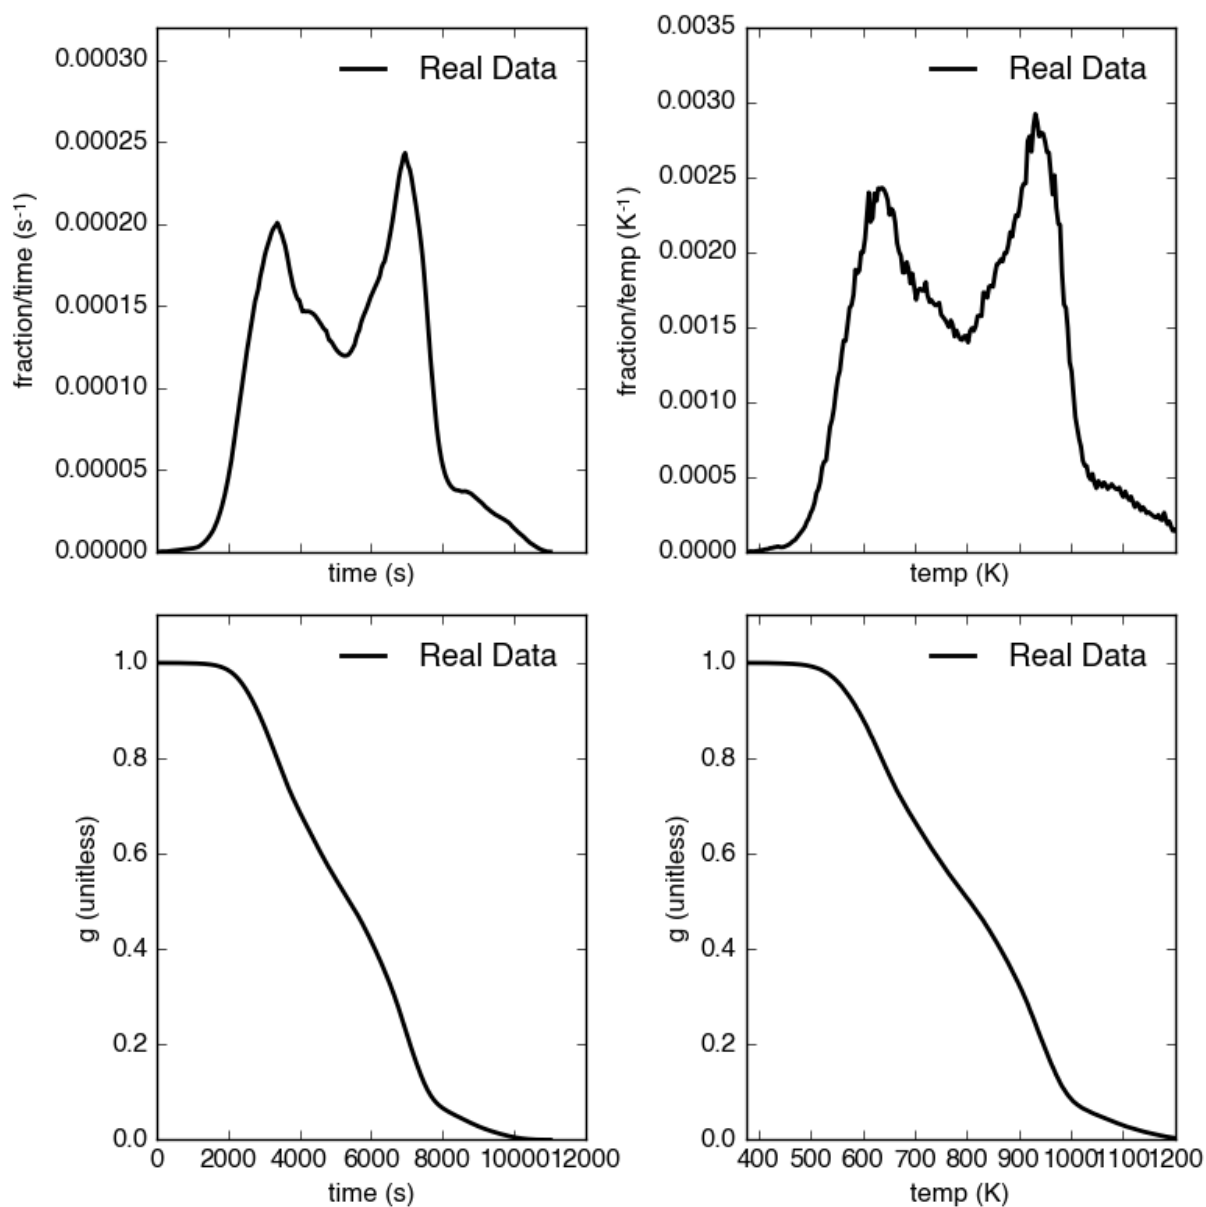 0.00030
0.00025
0.00020
0.00015
0.00010
0.00005
0.00000
fraction/time (s⁻¹)
time (s)
Real Data
0.0035
0.0030
0.0025
0.0020
0.0015
0.0010
0.0005
0.0000
fraction/temp (K⁻¹)
temp (K)
Real Data
1.0
0.8
0.6
0.4
0.2
0.0
g (unitless)
0 2000 4000 6000 8000 10000 12000
time (s)
Real Data
1.0
0.8
0.6
0.4
0.2
0.0
g (unitless)
400 500 600 700 800 900 1000 1100 1200
temp (K)
Real Data